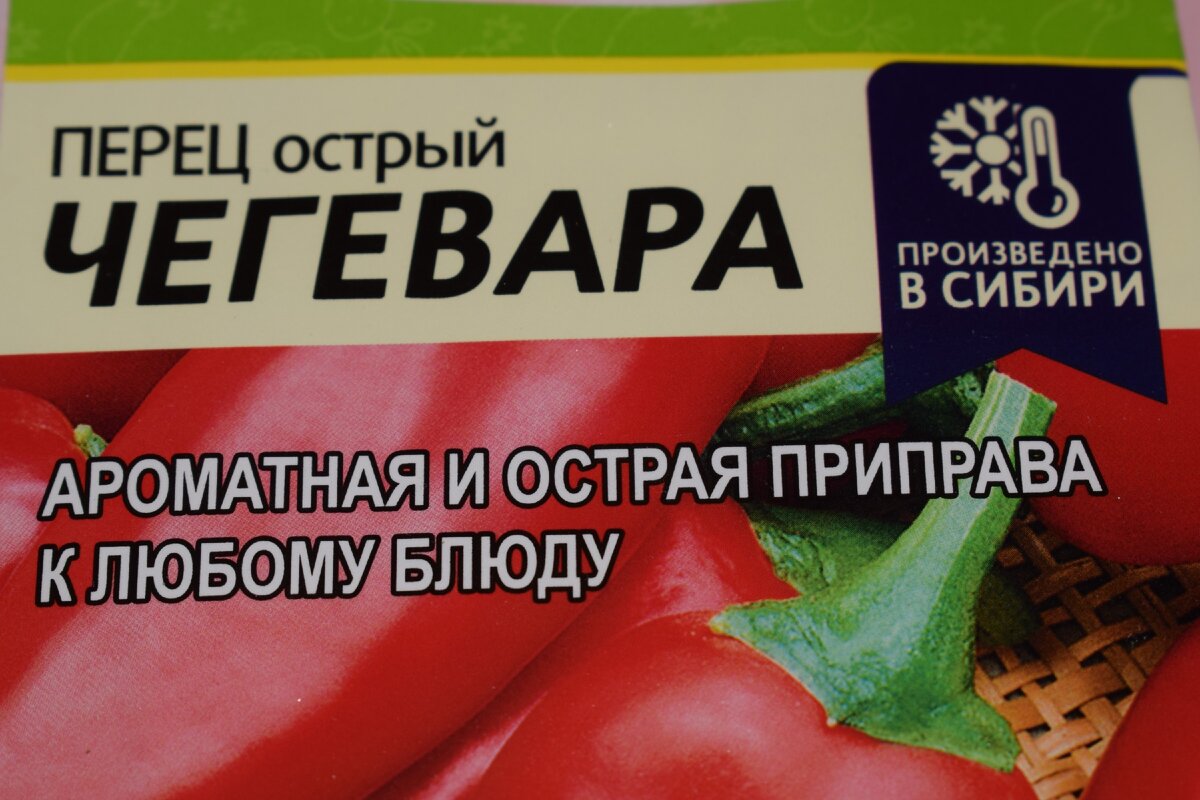 ПЕРЕЦ острый
ЧЕГЕВАРА
ПРОИЗВЕДЕНО
В СИБИРИ
АРОМАТНАЯ И ОСТРАЯ ПРИПРАВА
К ЛЮБОМУ БЛЮДУ